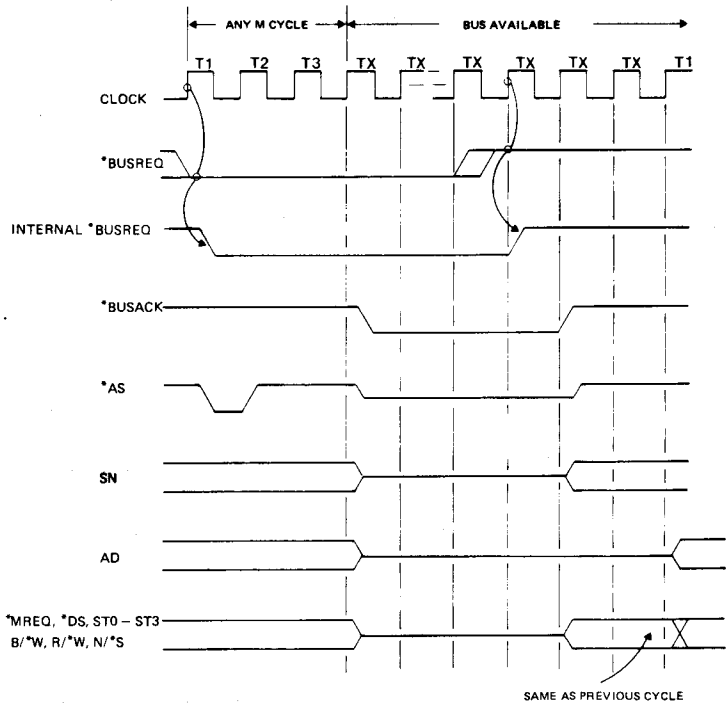 ANY M CYCLE BUS AVAILABLE
T1 T2 T3 TX TX TX TX TX TX T1
CLOCK
*BUSREQ
INTERNAL *BUSREQ
*BUSACK
*AS
SN
AD
*MREQ, *DS, ST0 – ST3
B/*W, R/*W, N/*S
SAME AS PREVIOUS CYCLE